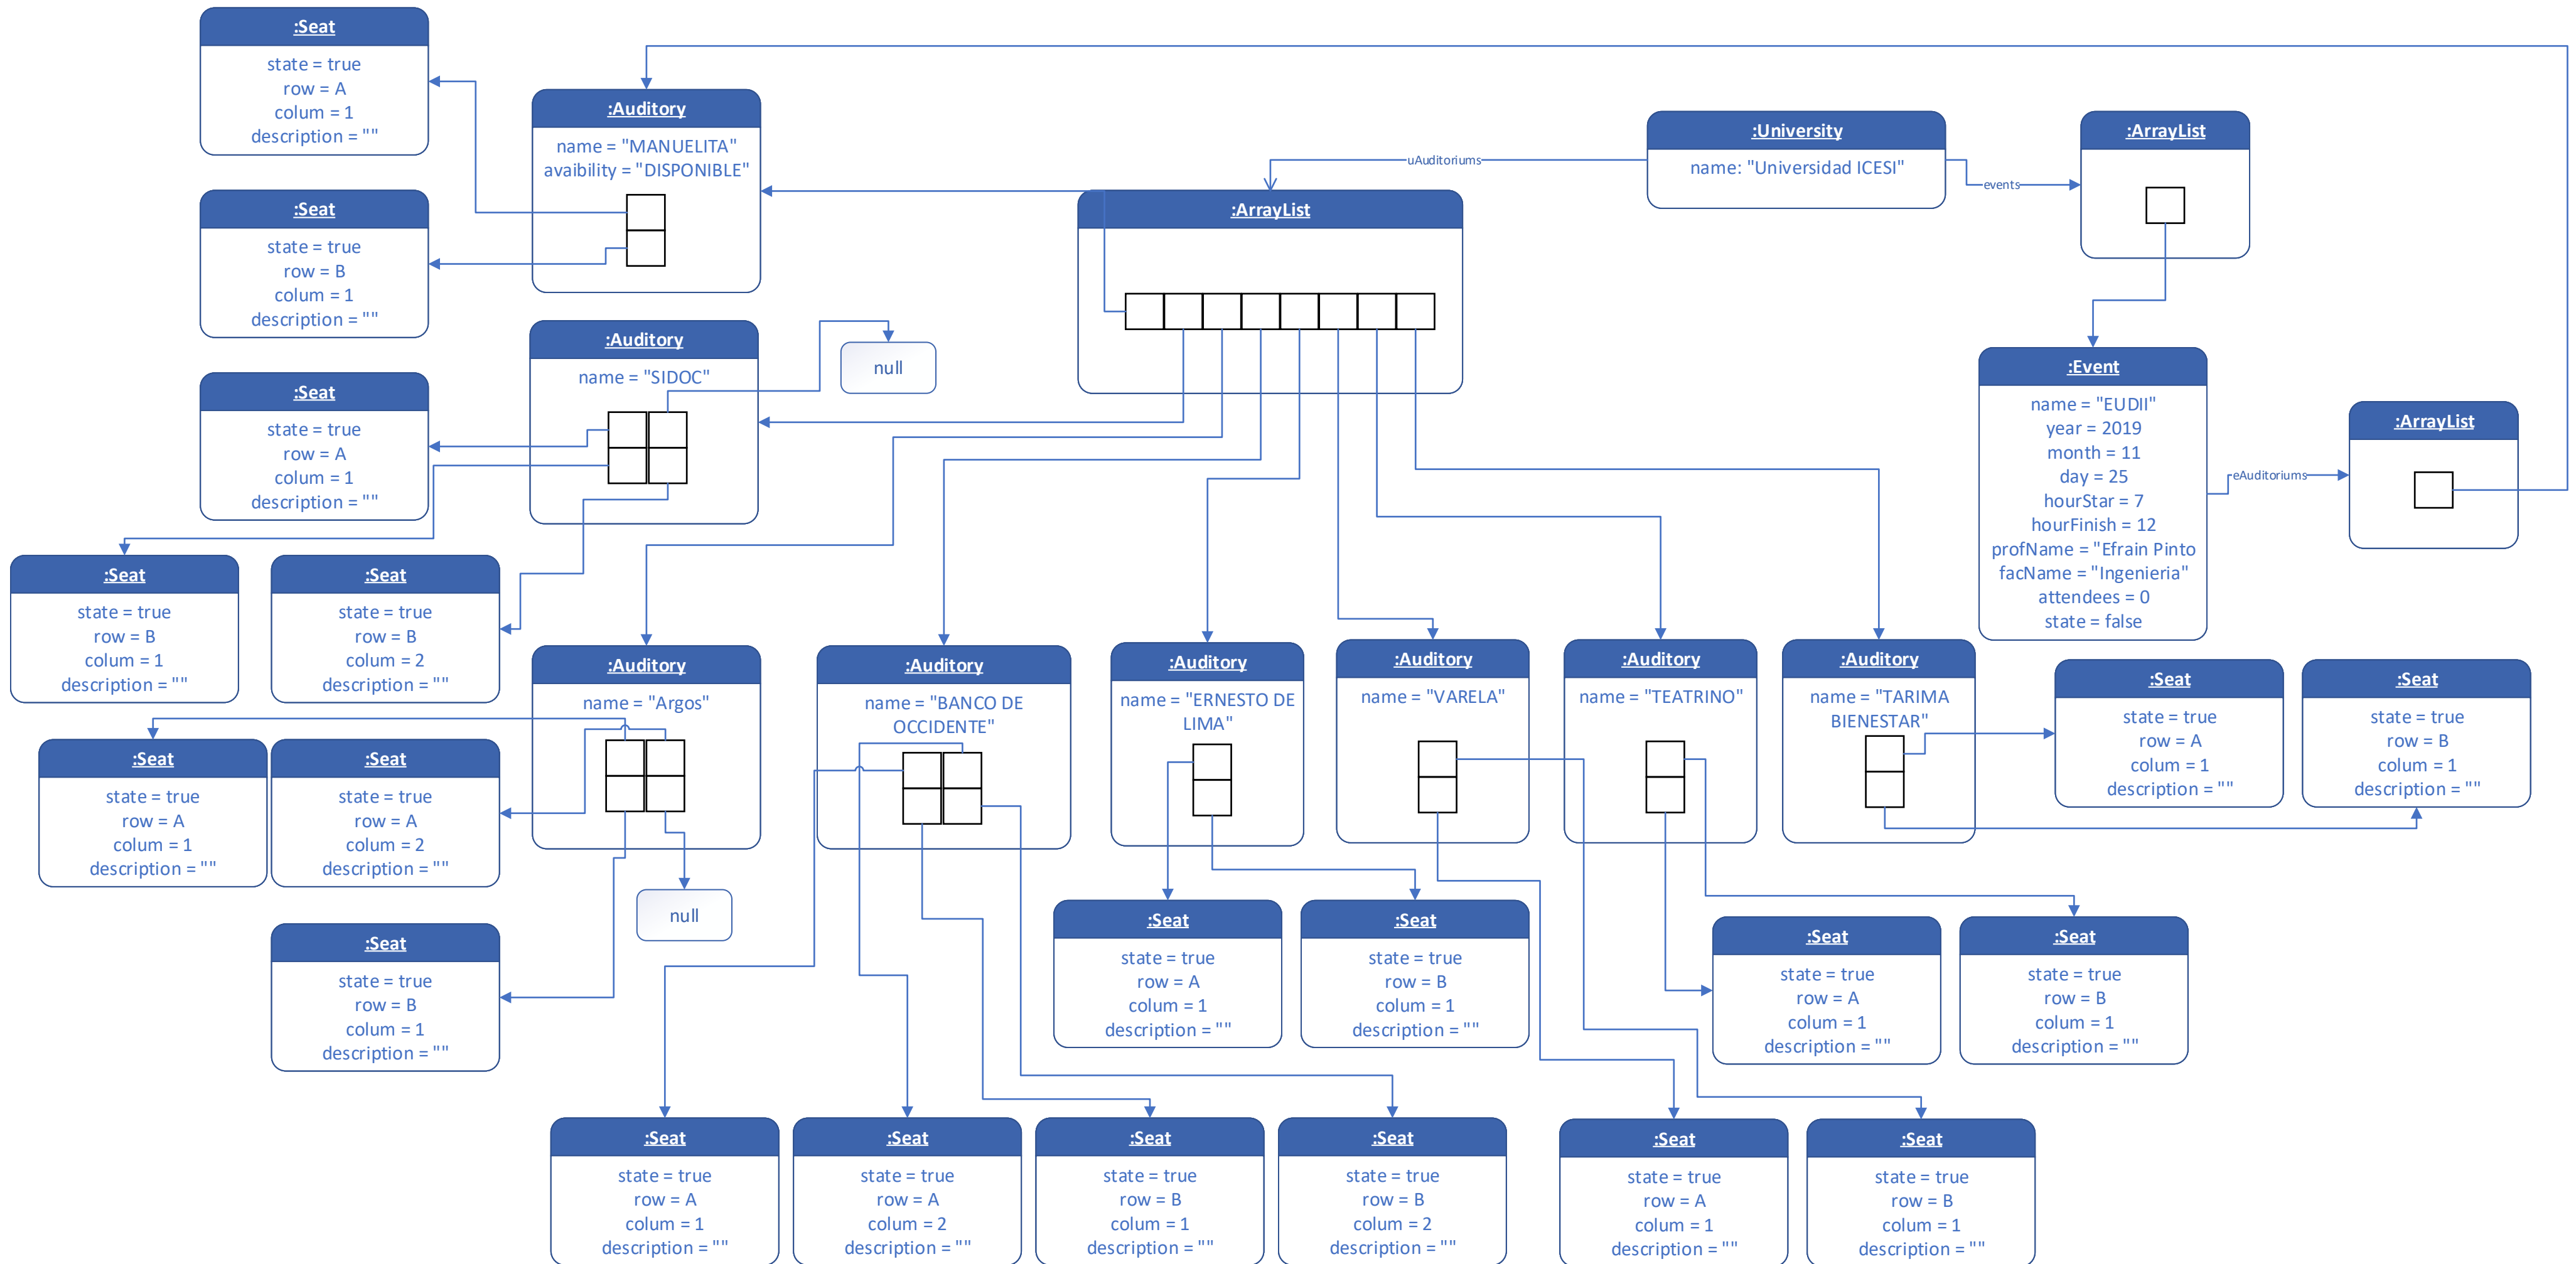 :Seat
state = true
row = A
colum = 1
description = ""
:Auditory
name = "MANUELITA"
avaibility = "DISPONIBLE"
:University
name: "Universidad ICESI"
uAuditoriums
events
:ArrayList
:ArrayList
:Seat
state = true
row = B
colum = 1
description = ""
:Auditory
name = "SIDOC"
null
:Event
name = "EUDII"
year = 2019
month = 11
day = 25
hourStar = 7
hourFinish = 12
profName = "Efrain Pinto
facName = "Ingenieria"
attendees = 0
state = false
eAuditoriums
:ArrayList
:Seat
state = true
row = A
colum = 1
description = ""
:Seat
state = true
row = B
colum = 1
description = ""
:Seat
state = true
row = B
colum = 2
description = ""
:Auditory
name = "Argos"
:Auditory
name = "BANCO DE
OCCIDENTE"
:Auditory
name = "ERNESTO DE
LIMA"
:Auditory
name = "VARELA"
:Auditory
name = "TEATRINO"
:Auditory
name = "TARIMA
BIENESTAR"
:Seat
state = true
row = A
colum = 1
description = ""
:Seat
state = true
row = B
colum = 1
description = ""
:Seat
state = true
row = A
colum = 1
description = ""
:Seat
state = true
row = A
colum = 2
description = ""
null
:Seat
state = true
row = B
colum = 1
description = ""
:Seat
state = true
row = A
colum = 1
description = ""
:Seat
state = true
row = B
colum = 1
description = ""
:Seat
state = true
row = A
colum = 1
description = ""
:Seat
state = true
row = B
colum = 1
description = ""
:Seat
state = true
row = A
colum = 1
description = ""
:Seat
state = true
row = A
colum = 2
description = ""
:Seat
state = true
row = B
colum = 1
description = ""
:Seat
state = true
row = B
colum = 2
description = ""
:Seat
state = true
row = A
colum = 1
description = ""
:Seat
state = true
row = B
colum = 1
description = ""